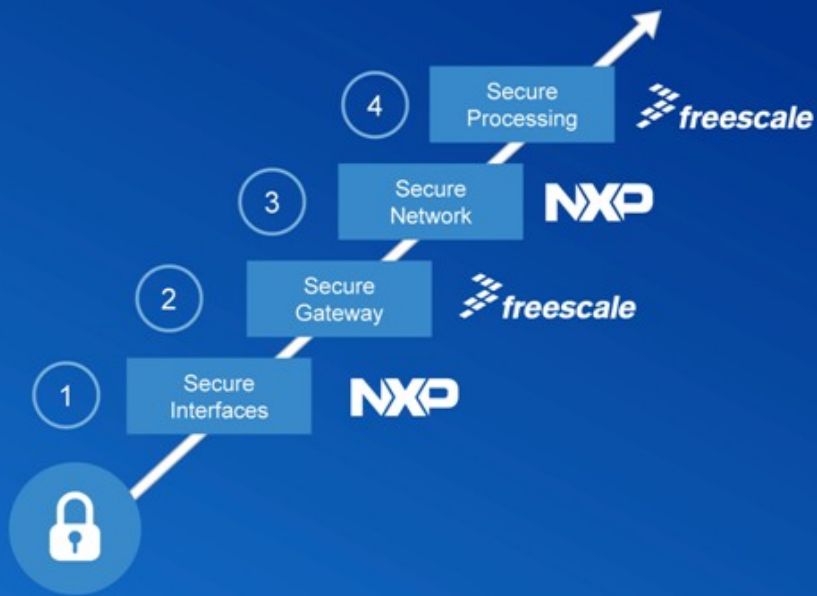 4
Secure
Processing
freescale
3
Secure
Network
NXP
2
Secure
Gateway
freescale
1
Secure
Interfaces
NXP